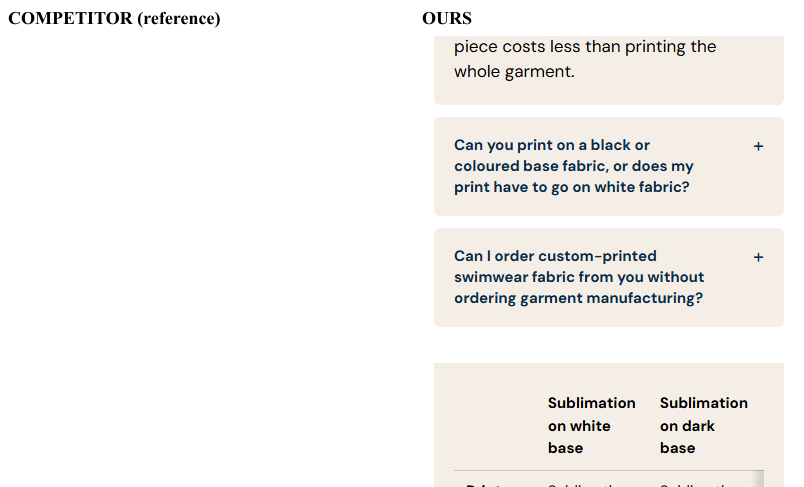 COMPETITOR (reference)
OURS
piece costs less than printing the
whole garment.
Can you print on a black or
coloured base fabric, or does my
print have to go on white fabric?
+
Can I order custom-printed
swimwear fabric from you without
ordering garment manufacturing?
+
Sublimation
on white
base
Sublimation
on dark
base